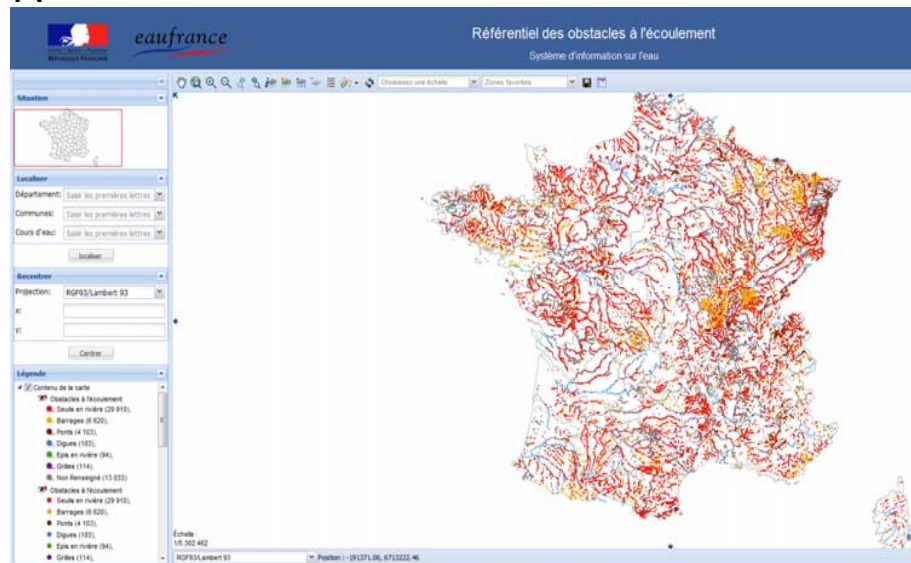 eaufrance
RÉPUBLIQUE FRANÇAISE
Référentiel des obstacles à l'écoulement
Système d'information sur l'eau
Choisissez une échelle
Zones favorites
Situation
Localiser
Département: Saisir les premières lettres
Communes: Saisir les premières lettres
Cours d'eau: Saisir les premières lettres
localiser
Recentrer
Projection: RGF93/Lambert 93
x:
y:
Centrer
Légende
Contenu de la carte
Obstacles à l'écoulement
Seuils en rivière (29 910),
Barrages (6 620),
Ponts (4 103),
Digues (183),
Epis en rivière (94),
Grilles (114),
Non Renseigné (13 033)
Obstacles à l'écoulement
Seuils en rivière (29 910),
Barrages (6 620),
Ponts (4 103),
Digues (183),
Epis en rivière (94),
Grilles (114),
Échelle :
1/5 302 462
RGF93/Lambert 93
Position : -191371.06, 6713222.46